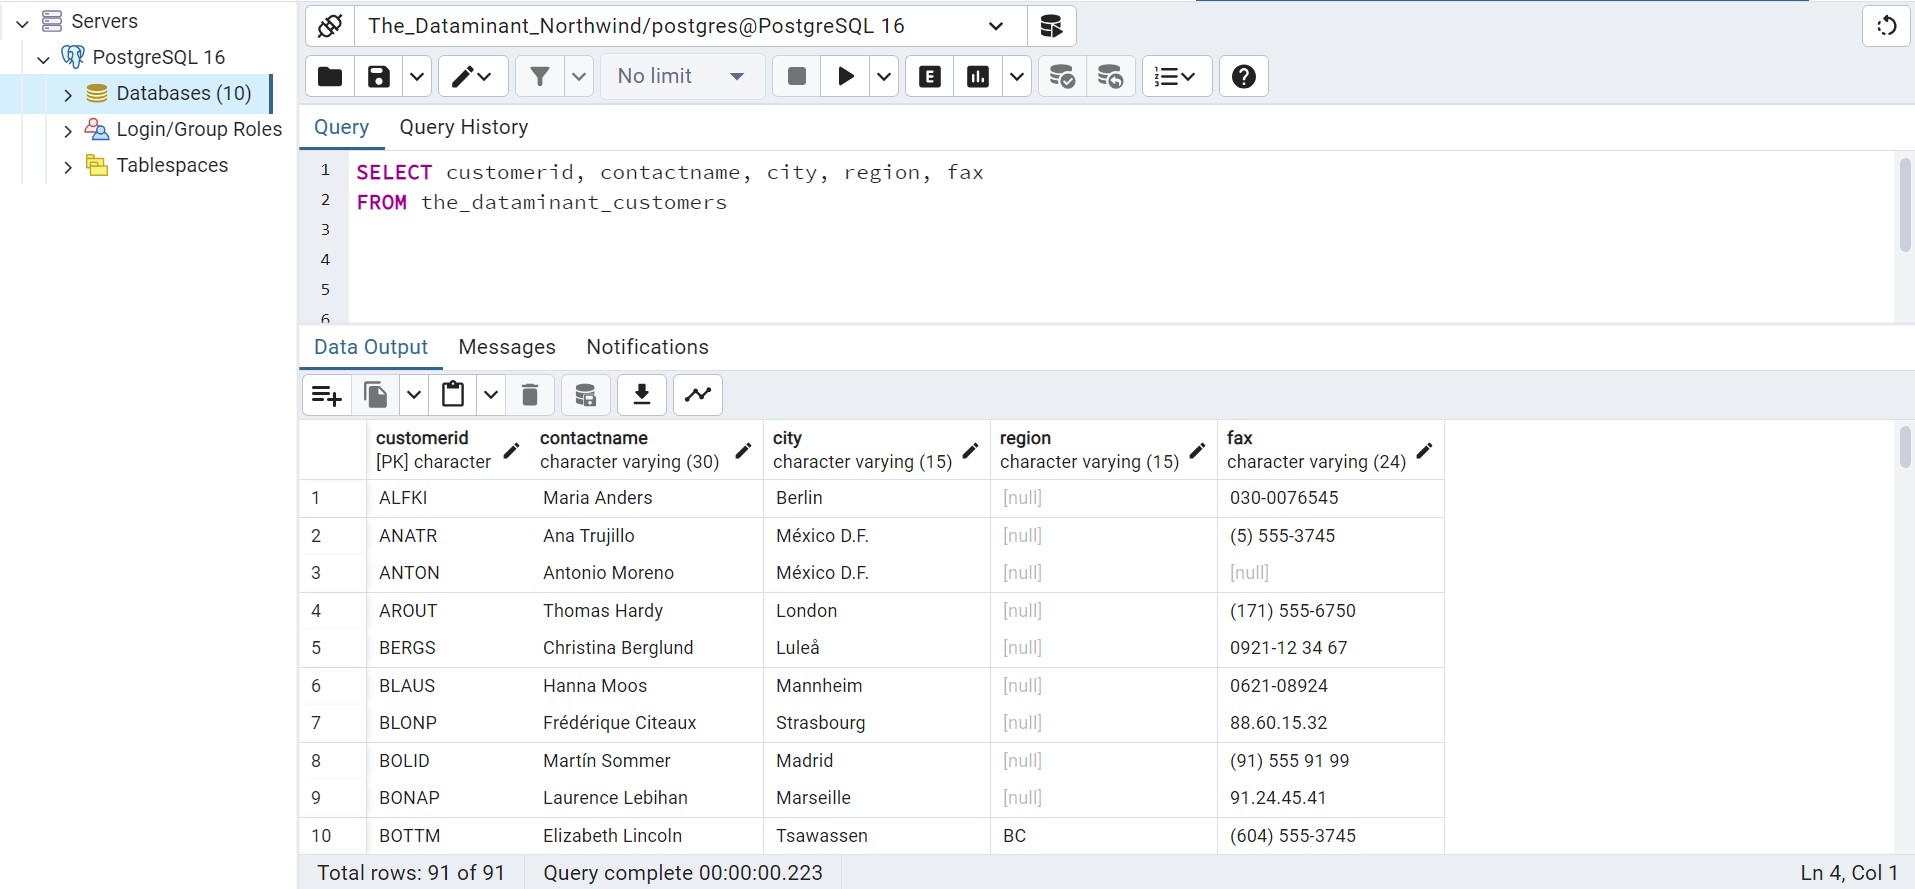 Servers
PostgreSQL 16
Databases (10)
Login/Group Roles
Tablespaces
The_Dataminant_Northwind/postgres@PostgreSQL 16
No limit
E
Query Query History
1 SELECT customerid, contactname, city, region, fax
2 FROM the_dataminant_customers
3
4
5
6
Data Output Messages Notifications
customerid contactname city region fax
[PK] character character varying (30) character varying (15) character varying (15) character varying (24)
1 ALFKI Maria Anders Berlin [null] 030-0076545
2 ANATR Ana Trujillo México D.F. [null] (5) 555-3745
3 ANTON Antonio Moreno México D.F. [null] [null]
4 AROUT Thomas Hardy London [null] (171) 555-6750
5 BERGS Christina Berglund Luleå [null] 0921-12 34 67
6 BLAUS Hanna Moos Mannheim [null] 0621-08924
7 BLONP Frédérique Citeaux Strasbourg [null] 88.60.15.32
8 BOLID Martín Sommer Madrid [null] (91) 555 91 99
9 BONAP Laurence Lebihan Marseille [null] 91.24.45.41
10 BOTTM Elizabeth Lincoln Tsawassen BC (604) 555-3745
Total rows: 91 of 91 Query complete 00:00:00.223 Ln 4, Col 1